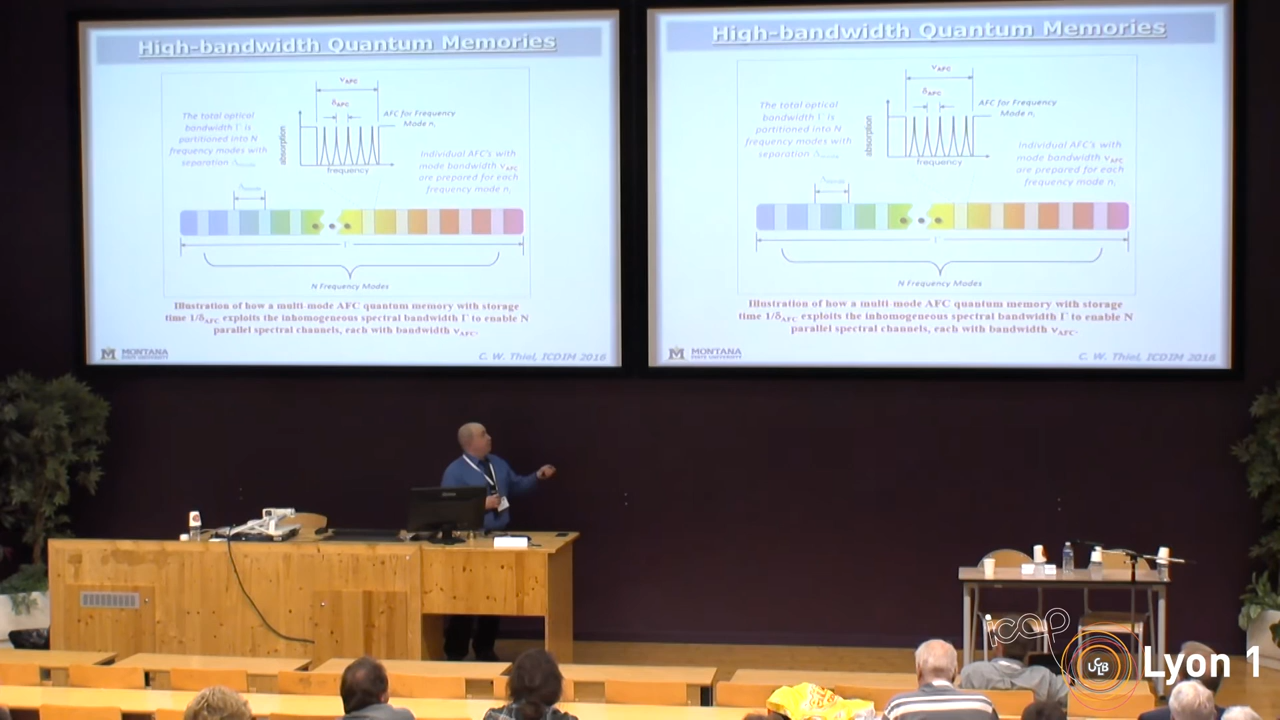 High-bandwidth Quantum Memories
νAFC
δAFC
AFC for Frequency
Mode ni
The total optical
bandwidth Γ is
partitioned into N
frequency modes with
separation Δmode
absorption
frequency
Individual AFC's with
mode bandwidth νAFC
are prepared for each
frequency mode ni
Δmode
Γ
N Frequency Modes
Illustration of how a multi-mode AFC quantum memory with storage
time 1/δAFC exploits the inhomogeneous spectral bandwidth Γ to enable N
parallel spectral channels, each with bandwidth νAFC.
MONTANA
STATE UNIVERSITY
C. W. Thiel, ICDIM 2016
High-bandwidth Quantum Memories
νAFC
δAFC
AFC for Frequency
Mode ni
The total optical
bandwidth Γ is
partitioned into N
frequency modes with
separation Δmode
absorption
frequency
Individual AFC's with
mode bandwidth νAFC
are prepared for each
frequency mode ni
Δmode
Γ
N Frequency Modes
Illustration of how a multi-mode AFC quantum memory with storage
time 1/δAFC exploits the inhomogeneous spectral bandwidth Γ to enable N
parallel spectral channels, each with bandwidth νAFC.
MONTANA
STATE UNIVERSITY
C. W. Thiel, ICDIM 2016
icap
UCBL
Lyon 1